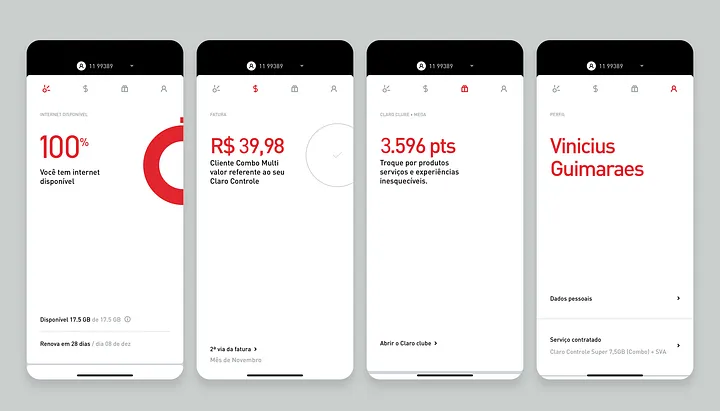 11 99389
INTERNET DISPONÍVEL
100%
Você tem internet
disponível
Disponível 17.5 GB de 17.5 GB
Renova em 28 dias / dia 08 de dez
11 99389
FATURA
R$ 39,98
Cliente Combo Multi
valor referente ao seu
Claro Controle
2ª via da fatura
Mês de Novembro
11 99389
CLARO CLUBE + MEGA
3.596 pts
Troque por produtos
serviços e experiências
inesquecíveis.
Abrir o Claro clube
11 99389
PERFIL
Vinicius
Guimaraes
Dados pessoais
Serviço contratado
Claro Controle Super 7,5GB (Combo) + SVA